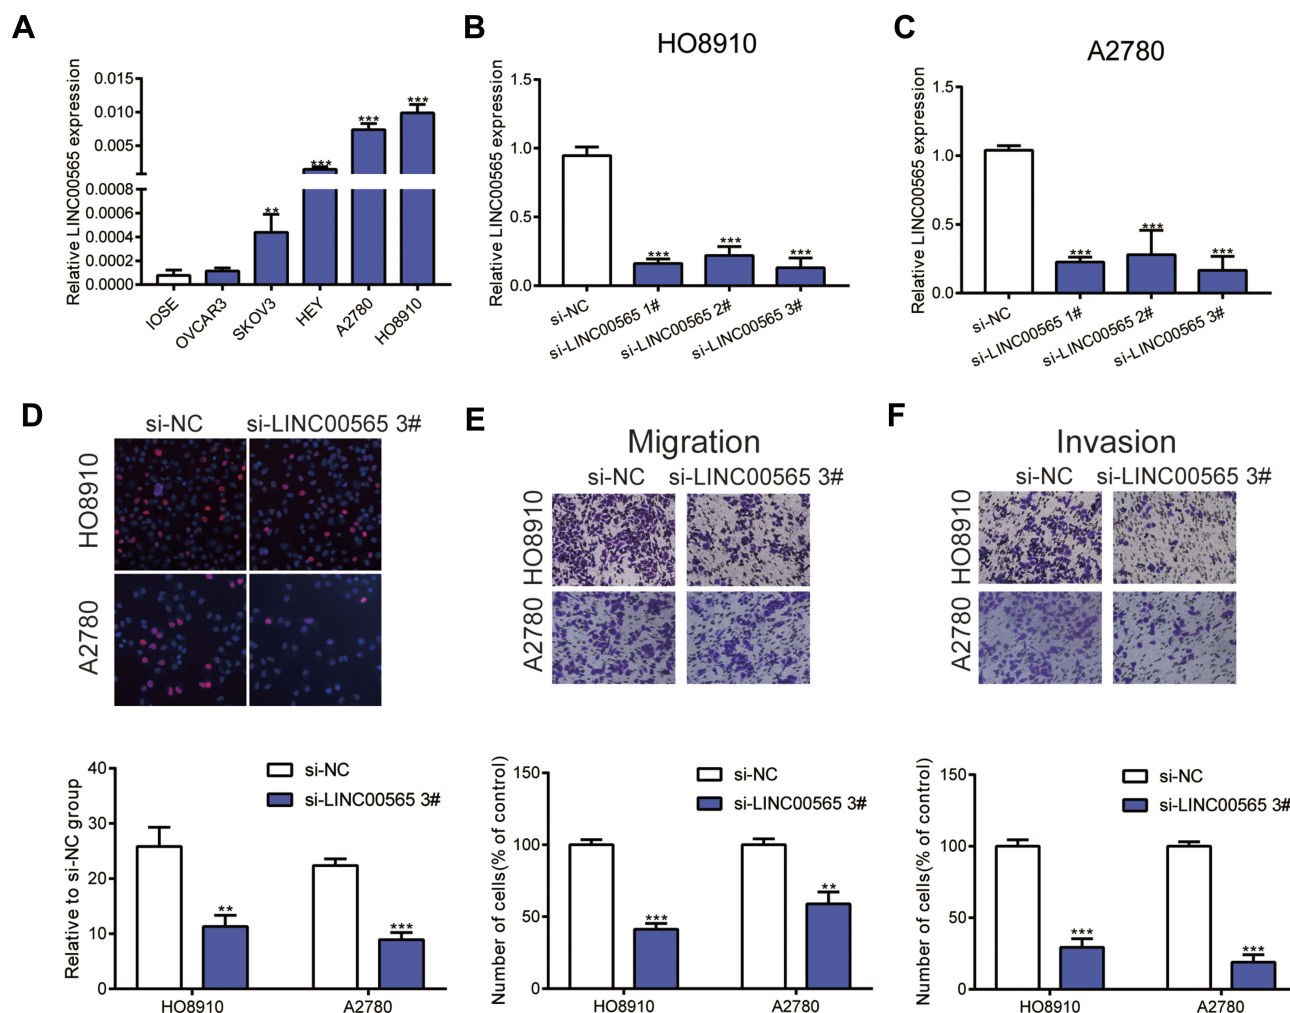 A
Relative LINC00565 expression
0.015
0.010
0.005
0.0008
0.0006
0.0004
0.0002
0.0000
**
***
***
***
IOSE
OVCAR3
SKOV3
HEY
A2780
HO8910
B
HO8910
Relative LINC00565 expression
1.5
1.0
0.5
0.0
***
***
***
si-NC
si-LINC00565 1#
si-LINC00565 2#
si-LINC00565 3#
C
A2780
Relative LINC00565 expression
1.5
1.0
0.5
0.0
***
***
***
si-NC
si-LINC00565 1#
si-LINC00565 2#
si-LINC00565 3#
D
si-NC
si-LINC00565 3#
HO8910
A2780
Relative to si-NC group
40
30
20
10
0
si-NC
si-LINC00565 3#
**
***
HO8910
A2780
E
Migration
si-NC
si-LINC00565 3#
HO8910
A2780
Number of cells(% of control)
150
100
50
0
si-NC
si-LINC00565 3#
***
**
HO8910
A2780
F
Invasion
si-NC
si-LINC00565 3#
HO8910
A2780
Number of cells(% of control)
150
100
50
0
si-NC
si-LINC00565 3#
***
***
HO8910
A2780